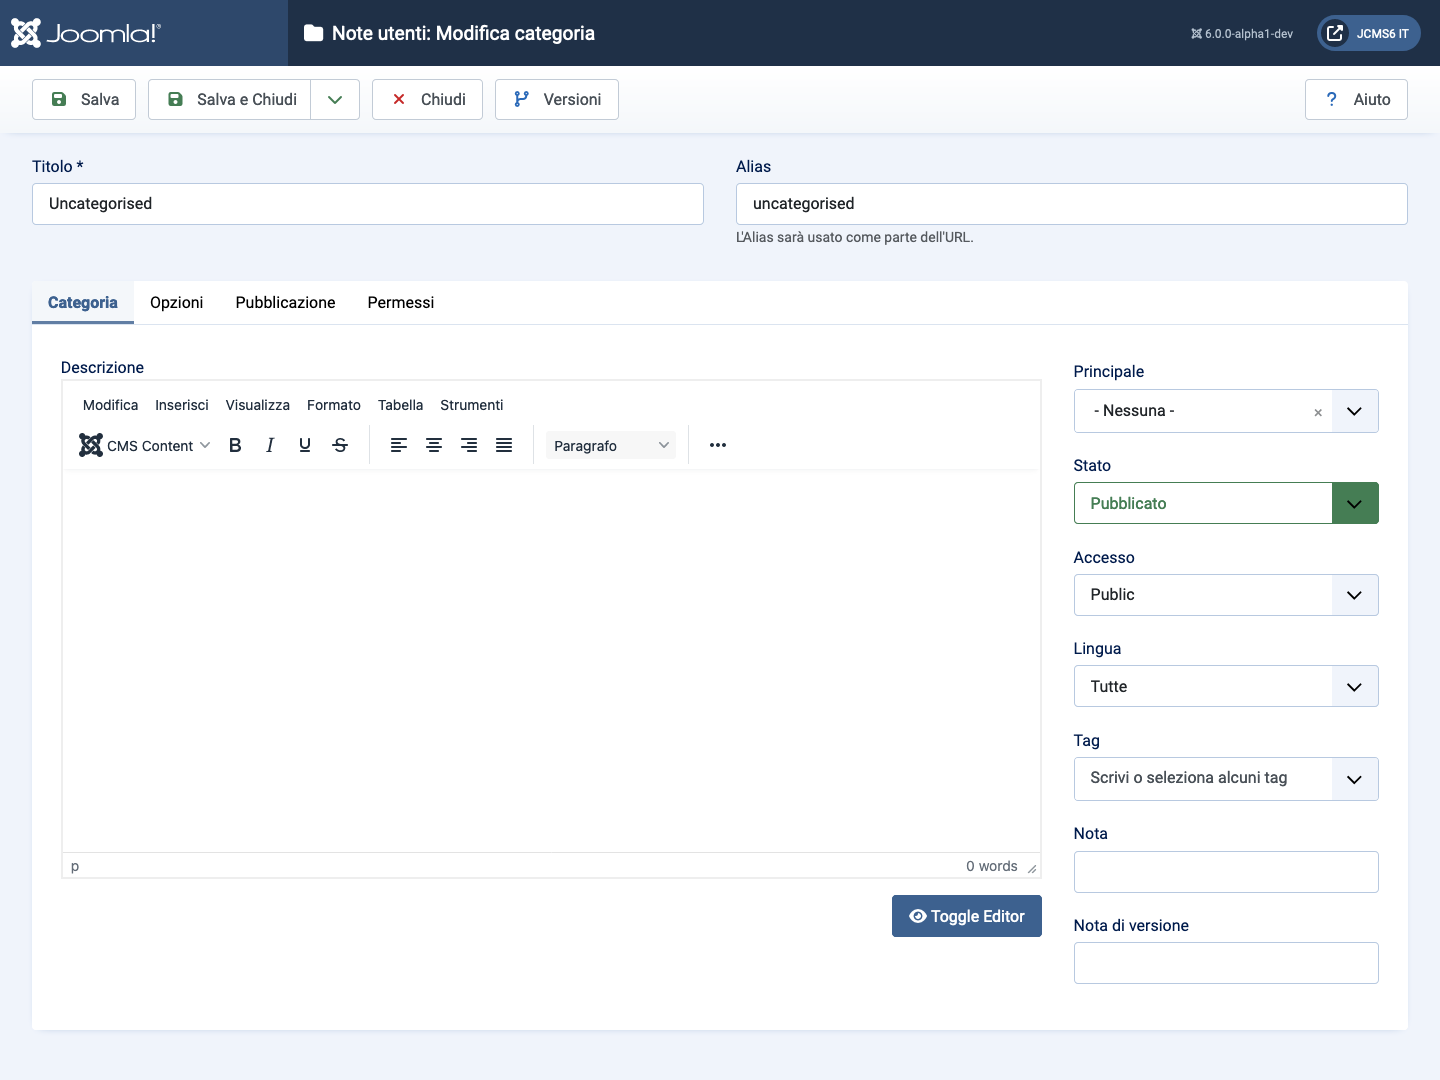 Joomla!®
Note utenti: Modifica categoria
6.0.0-alpha1-dev
JCMS6 IT
Salva
Salva e Chiudi
Chiudi
Versioni
? Aiuto
Titolo *
Alias
Uncategorised
uncategorised
L'Alias sarà usato come parte dell'URL.
Categoria Opzioni Pubblicazione Permessi
Descrizione
Modifica Inserisci Visualizza Formato Tabella Strumenti
CMS Content B I U S Paragrafo
p
0 words
Toggle Editor
Principale
- Nessuna - ×
Stato
Pubblicato
Accesso
Public
Lingua
Tutte
Tag
Scrivi o seleziona alcuni tag
Nota
Nota di versione